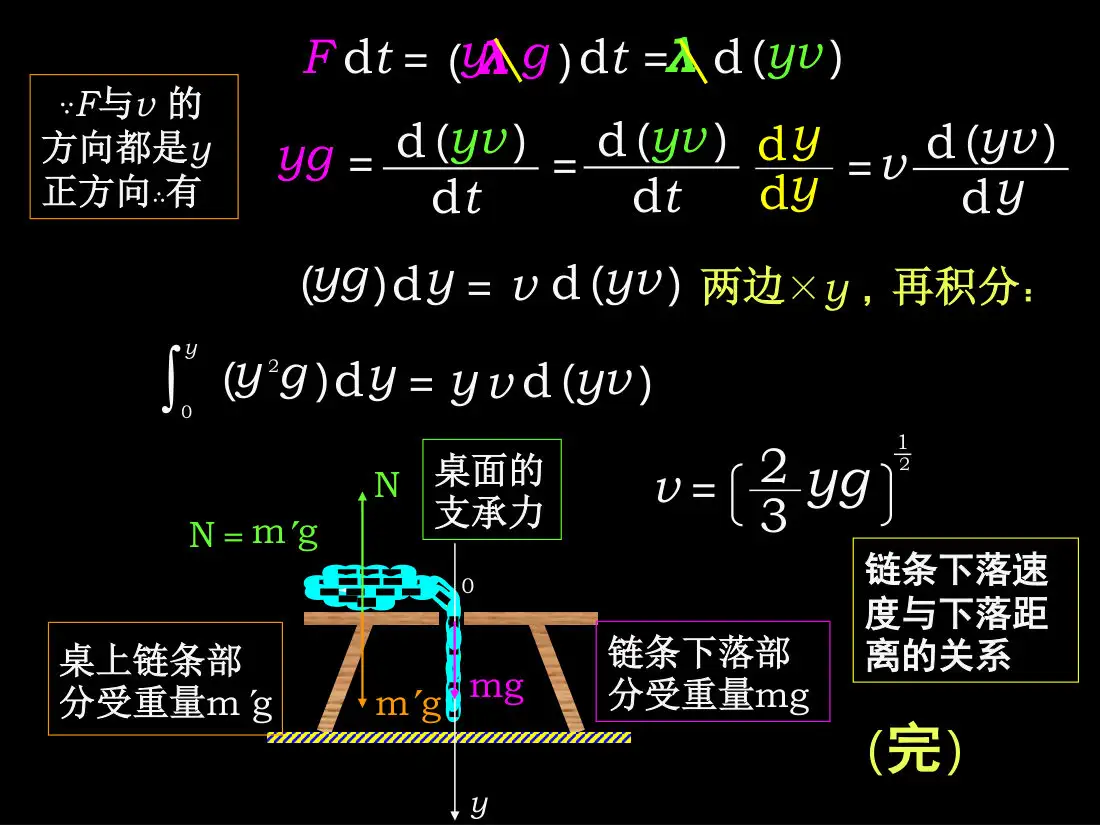 F dt = (yλg)dt = λ d(yv)
∵F与v 的
方向都是y
正方向∴有
yg = d(yv)/dt = d(yv)/dt dy/dy = v d(yv)/dy
(yg)dy = v d(yv) 两边×y，再积分：
∫₀^y (y²g)dy = y v d(yv)
v = (2/3 yg)^(1/2)
桌面的
支承力
N
N = m′g
0
链条下落速
度与下落距
离的关系
桌上链条部
分受重量m′g
m′g
mg
链条下落部
分受重量mg
(完)
y